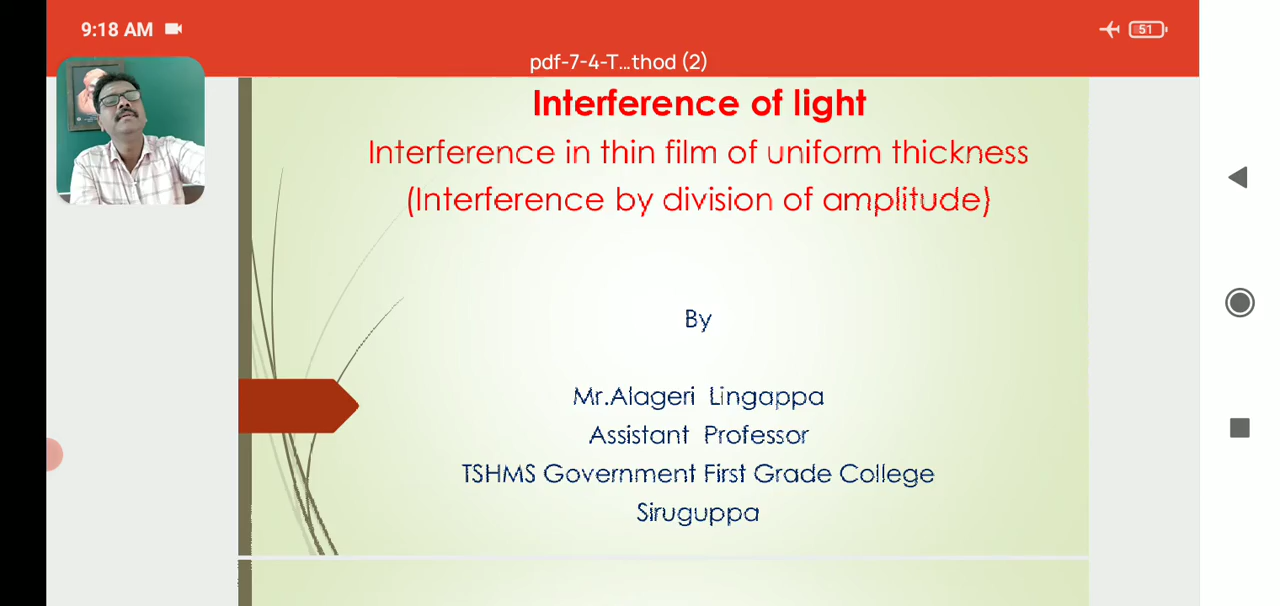 9:18 AM
51
pdf-7-4-T...thod (2)
Interference of light
Interference in thin film of uniform thickness
(Interference by division of amplitude)
By
Mr.Alageri Lingappa
Assistant Professor
TSHMS Government First Grade College
Siruguppa